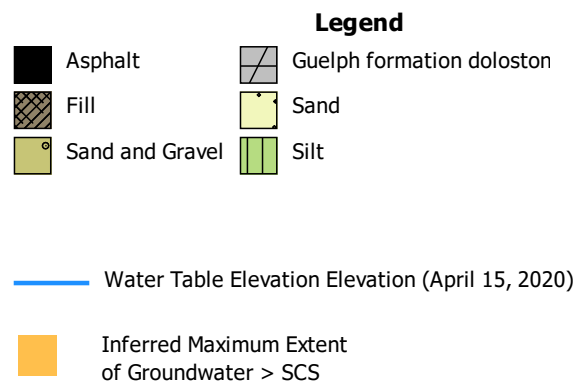 Legend
Asphalt
Guelph formation doloston
Fill
Sand
Sand and Gravel
Silt
Water Table Elevation Elevation (April 15, 2020)
Inferred Maximum Extent
of Groundwater > SCS